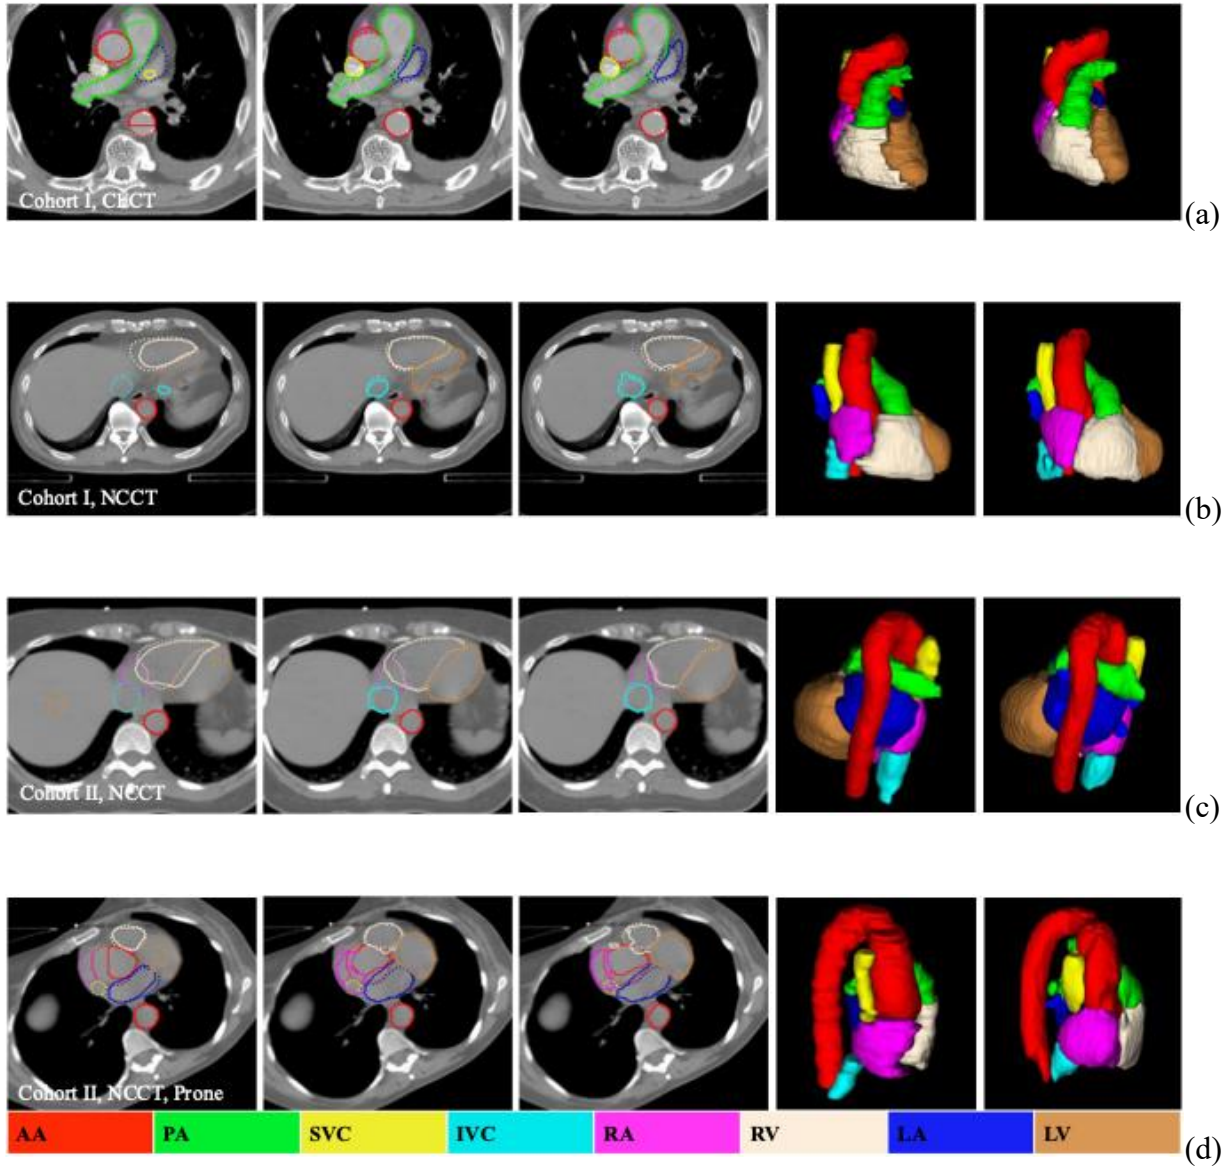 Cohort I, CECT
(a)
Cohort I, NCCT
(b)
Cohort II, NCCT
(c)
Cohort II, NCCT, Prone
AA PA SVC IVC RA RV LA LV
(d)